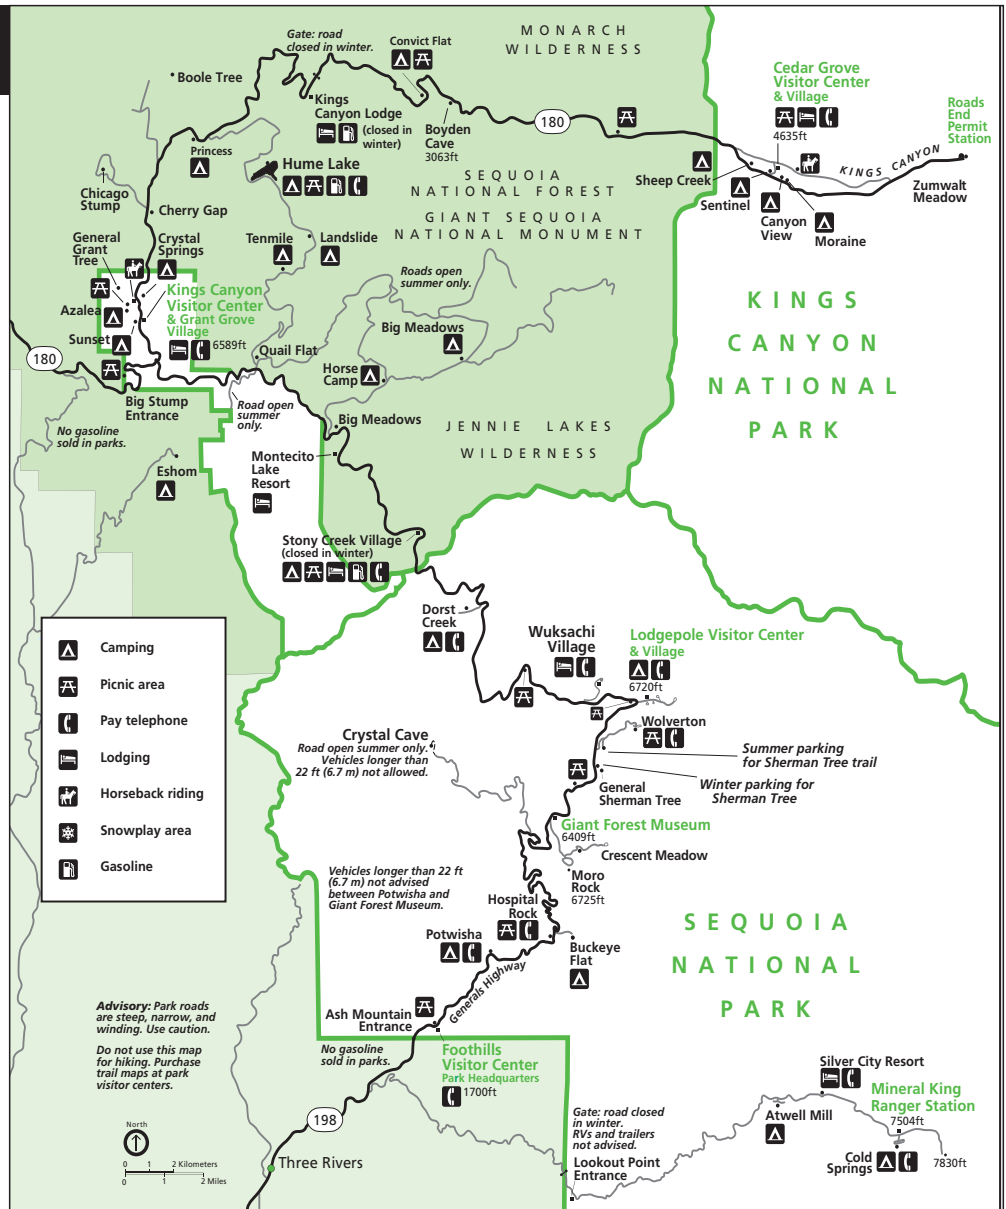 MONARCH
WILDERNESS
Gate: road
closed in winter.
Convict Flat
Boole Tree
Kings
Canyon Lodge
(closed in
winter)
Boyden
Cave
3063ft
180
Cedar Grove
Visitor Center
& Village
4635ft
Roads
End
Permit
Station
KINGS CANYON
Zumwalt
Meadow
Sheep Creek
Sentinel
Canyon
View
Moraine
Princess
Hume Lake
SEQUOIA
NATIONAL FOREST
GIANT SEQUOIA
NATIONAL MONUMENT
Chicago
Stump
Cherry Gap
General
Grant
Tree
Crystal
Springs
Tenmile
Landslide
Roads open
summer only.
Azalea
Kings Canyon
Visitor Center
& Grant Grove
Village
6589ft
Sunset
180
Quail Flat
Big Meadows
Horse
Camp
KINGS
CANYON
NATIONAL
PARK
Big Stump
Entrance
Road open
summer
only.
Big Meadows
No gasoline
sold in parks.
JENNIE LAKES
WILDERNESS
Eshom
Montecito
Lake
Resort
Stony Creek Village
(closed in winter)
Dorst
Creek
Wuksachi
Village
Lodgepole Visitor Center
& Village
6720ft
Camping
Picnic area
Pay telephone
Lodging
Horseback riding
Snowplay area
Gasoline
Wolverton
Crystal Cave
Road open summer only.
Vehicles longer than
22 ft (6.7 m) not allowed.
Summer parking
for Sherman Tree trail
Winter parking for
Sherman Tree
General
Sherman Tree
Giant Forest Museum
6409ft
Crescent Meadow
Moro
Rock
6725ft
Vehicles longer than 22 ft
(6.7 m) not advised
between Potwisha and
Giant Forest Museum.
Hospital
Rock
Potwisha
Buckeye
Flat
SEQUOIA
NATIONAL
PARK
Generals Highway
Ash Mountain
Entrance
Advisory: Park roads
are steep, narrow, and
winding. Use caution.
Do not use this map
for hiking. Purchase
trail maps at park
visitor centers.
No gasoline
sold in parks.
Foothills
Visitor Center
Park Headquarters
1700ft
198
Three Rivers
North
0 1 2 Kilometers
0 1 2 Miles
Gate: road closed
in winter.
RVs and trailers
not advised.
Lookout Point
Entrance
Silver City Resort
Atwell Mill
Mineral King
Ranger Station
7504ft
Cold
Springs
7830ft